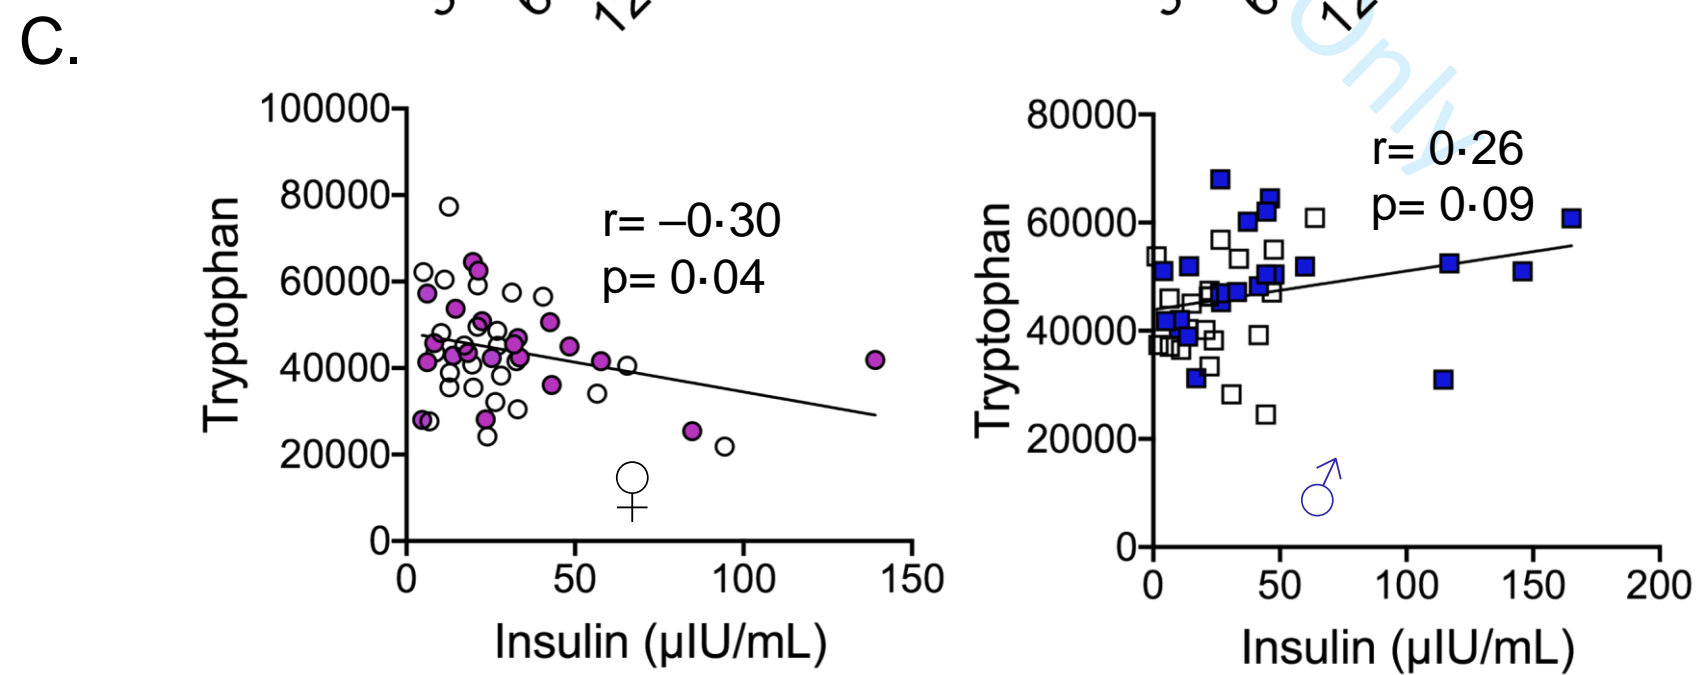 C.
Only
100000
80000
60000
40000
20000
0
Tryptophan
r= –0·30
p= 0·04
♀
0 50 100 150
Insulin (µIU/mL)
80000
60000
40000
20000
0
Tryptophan
r= 0·26
p= 0·09
♂
0 50 100 150 200
Insulin (µIU/mL)